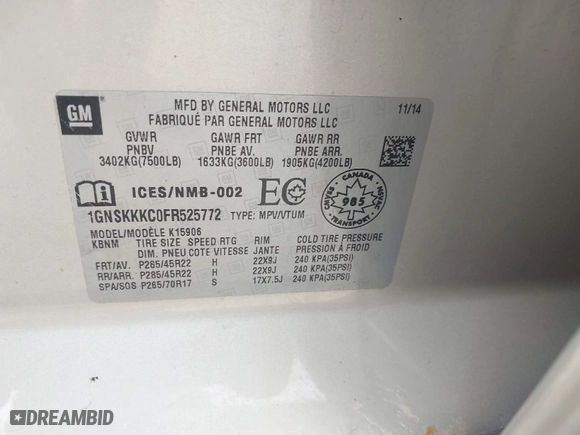 GM
MFD BY GENERAL MOTORS LLC 11/14
FABRIQUÉ PAR GENERAL MOTORS LLC
GVWR GAWR FRT GAWR RR
PNBV PNBE AV. PNBE ARR.
3402KG(7500LB) 1633KG(3600LB) 1905KG(4200LB)
ICES/NMB-002 EC CANADA 985
1GNSKKKC0FR525772 TYPE: MPV/VTUM
MODEL/MODÈLE K15906
KBNM TIRE SIZE SPEED RTG RIM COLD TIRE PRESSURE
DIM. PNEU COTE VITESSE JANTE PRESSION À FROID
FRT/AV. P285/45R22 H 22X9J 240 KPA(35PSI)
RR/ARR. P285/45R22 H 22X9J 240 KPA(35PSI)
SPA/SOS P265/70R17 S 17X7.5J 240 KPA(35PSI)
DREAMBID